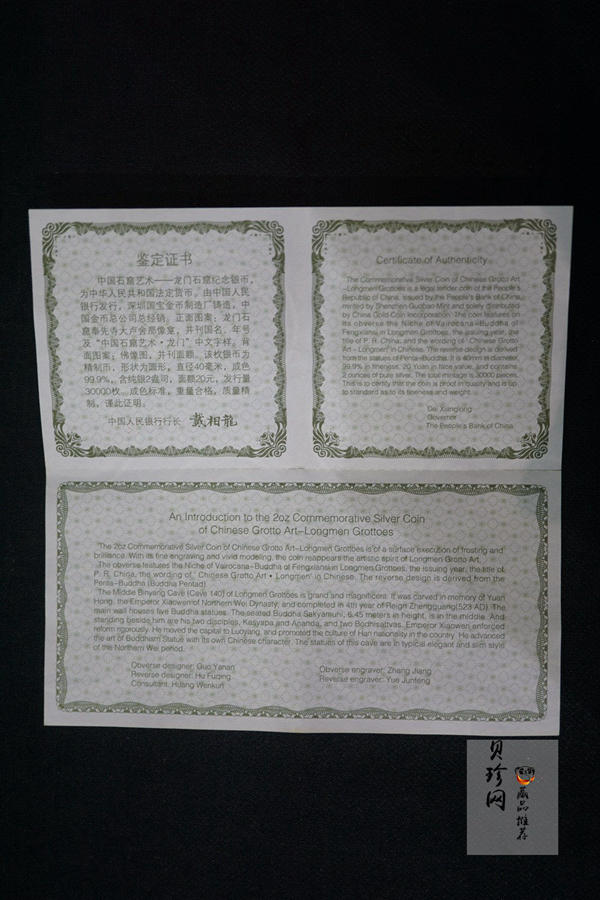 鉴定证书
中国石窟艺术——龙门石窟纪念银币，
为中华人民共和国法定货币。由中国人民
银行发行，深圳国宝金币制造厂铸造，中
国金币总公司总经销。正面图案：龙门石
窟奉先寺大卢舍那像龛，并刊国名、年号
及“中国石窟艺术·龙门”中文字样。背
面图案：佛像图，并刊面额。该枚银币为
精制币，形状为圆形，直径40毫米，成色
99.9%，含纯银2盎司，面额20元，发行量
30000枚。成色标准，重量合格，质量精
制，谨此证明。
中国人民银行行长 戴相龙
Certificate of Authenticity
The Commemorative Silver Coin of Chinese Grotto Art
–Longmen Grottoes is a legal tender coin of the People's
Republic of China, issued by the People's Bank of China,
minted by Shenzhen Guobao Mint and solely distributed
by China Gold Coin Incorporation. The coin features on
its obverse the Niche of Vairocana–Buddha of
Fengxians in Longmen Grottoes, the issuing year, the
title of P. R. China, and the wording of ' Chinese Grotto
Art – Longmen' in Chinese. The reverse design is derived
from the statues of Penta–Buddha. It is 40mm in diameter,
99.9% in fineness, 20 Yuan in face value, and contains
2 ounces of pure silver. The total mintage is 30000 pieces.
This is to certify that the coin is proof in quality and is up
to standard as to its fineness and weight.
Dai Xianglong
Governor
The People's Bank of China
An Introduction to the 2oz Commemorative Silver Coin
of Chinese Grotto Art–Longmen Grottoes
The 2oz Commemorative Silver Coin of Chinese Grotto Art–Longmen Grottoes is of a surface execution of frosting and
brilliance. With its fine engraving and vivid modeling, the coin reappears the artistic spirit of Longmen Grotto Art.
The obverse features the Niche of Vairocana–Buddha of Fengxians in Longmen Grottoes, the issuing year, the title of
P. R. China, the wording of ' Chinese Grotto Art • Longmen' in Chinese. The reverse design is derived from the
Penta–Buddha (Buddha Pentad).
The Middle Binyang Cave (Cave 140) of Longmen Grottoes is grand and magnificent. It was carved in memory of Yuan
Hong, the Emperor Xiaowen of Northern Wei Dynasty, and completed in 4th year of Reign Zhengguang(523 AD). The
main wall houses five Buddha statues. The seated Buddha Sakyamuni, 6.45 meters in height, is in the middle. And
standing beside him are his two disciples, Kasyapa and Ananda, and two Bodhisattvas. Emperor Xiaowen enforced
reform rigorously. He moved the capital to Luoyang, and promoted the culture of Han nationality in the country. He advanced
the art of Buddhism Statue with its own Chinese character. The statues of this cave are in typical elegant and slim style
of the Northern Wei period.
Obverse designer: Guo Yanan
Reverse designer: Hu Fuqing
Consultant: Huang Wenkun
Obverse engraver: Zhang Jiang
Reverse engraver: Yue Junfeng
贝珍网
藏品推荐